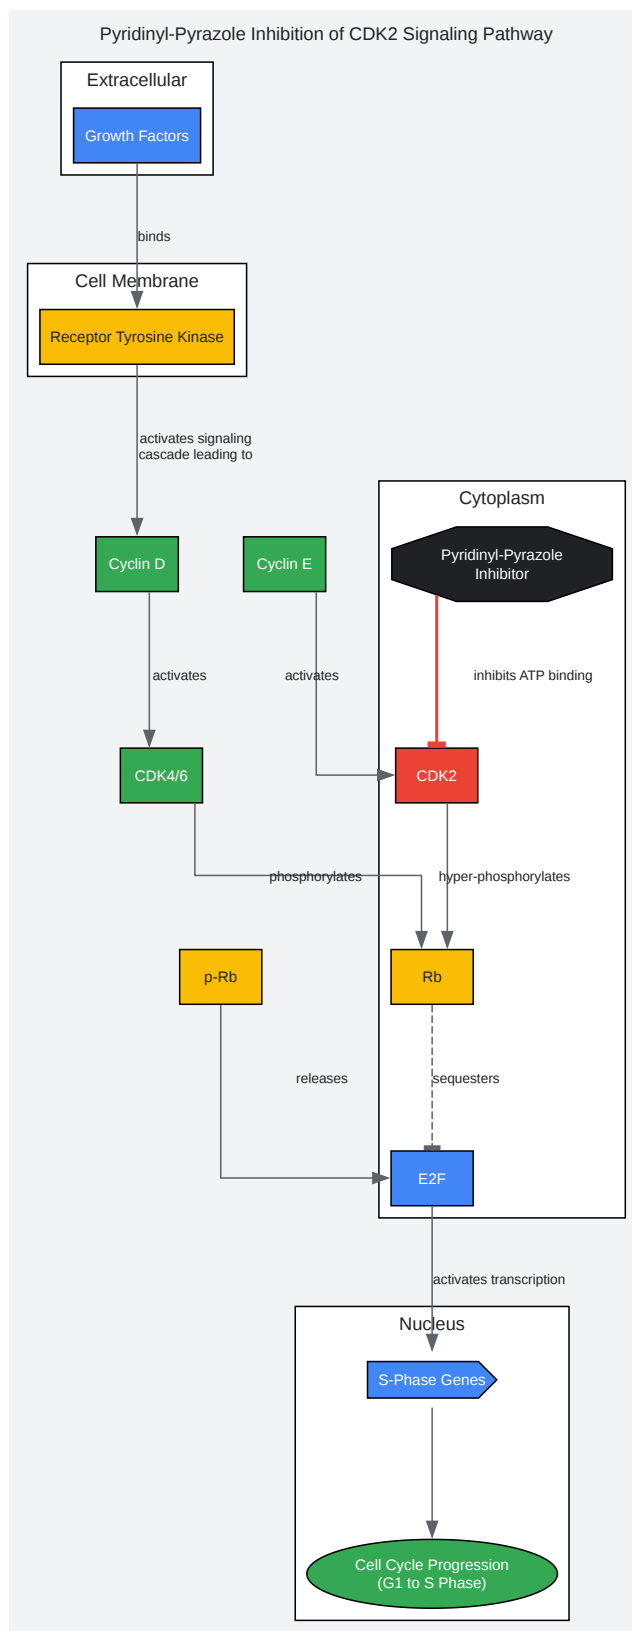 Pyridinyl-Pyrazole Inhibition of CDK2 Signaling Pathway
Extracellular
Growth Factors
binds
Cell Membrane
Receptor Tyrosine Kinase
activates signaling
cascade leading to
Cytoplasm
Cyclin D
Cyclin E
Pyridinyl-Pyrazole
Inhibitor
activates
activates
inhibits ATP binding
CDK4/6
CDK2
phosphorylates
hyper-phosphorylates
p-Rb
Rb
releases
sequesters
E2F
activates transcription
Nucleus
S-Phase Genes
Cell Cycle Progression
(G1 to S Phase)